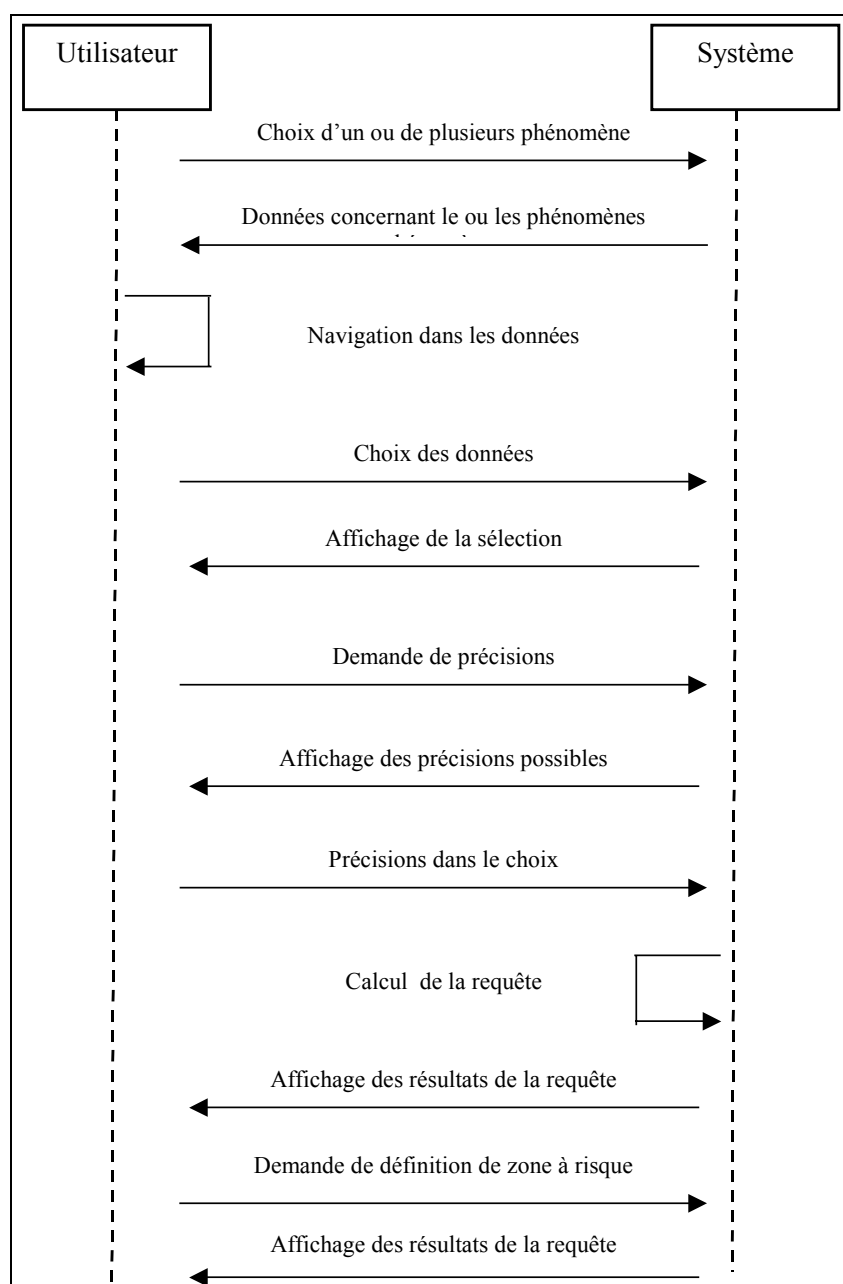 Utilisateur
Système
Choix d'un ou de plusieurs phénomène
Données concernant le ou les phénomènes
Navigation dans les données
Choix des données
Affichage de la sélection
Demande de précisions
Affichage des précisions possibles
Précisions dans le choix
Calcul de la requête
Affichage des résultats de la requête
Demande de définition de zone à risque
Affichage des résultats de la requête